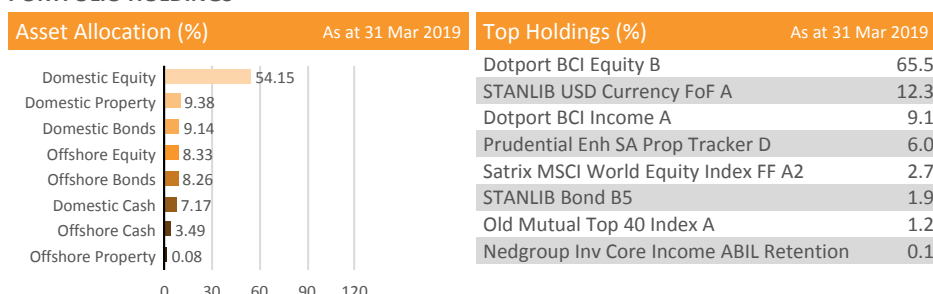 Asset Allocation (%) As at 31 Mar 2019
Domestic Equity 54.15
Domestic Property 9.38
Domestic Bonds 9.14
Offshore Equity 8.33
Offshore Bonds 8.26
Domestic Cash 7.17
Offshore Cash 3.49
Offshore Property 0.08
0 30 60 90 120
Top Holdings (%) As at 31 Mar 2019
Dotport BCI Equity B 65.5
STANLIB USD Currency FoF A 12.3
Dotport BCI Income A 9.1
Prudential Enh SA Prop Tracker D 6.0
Satrix MSCI World Equity Index FF A2 2.7
STANLIB Bond B5 1.9
Old Mutual Top 40 Index A 1.2
Nedgroup Inv Core Income ABIL Retention 0.1